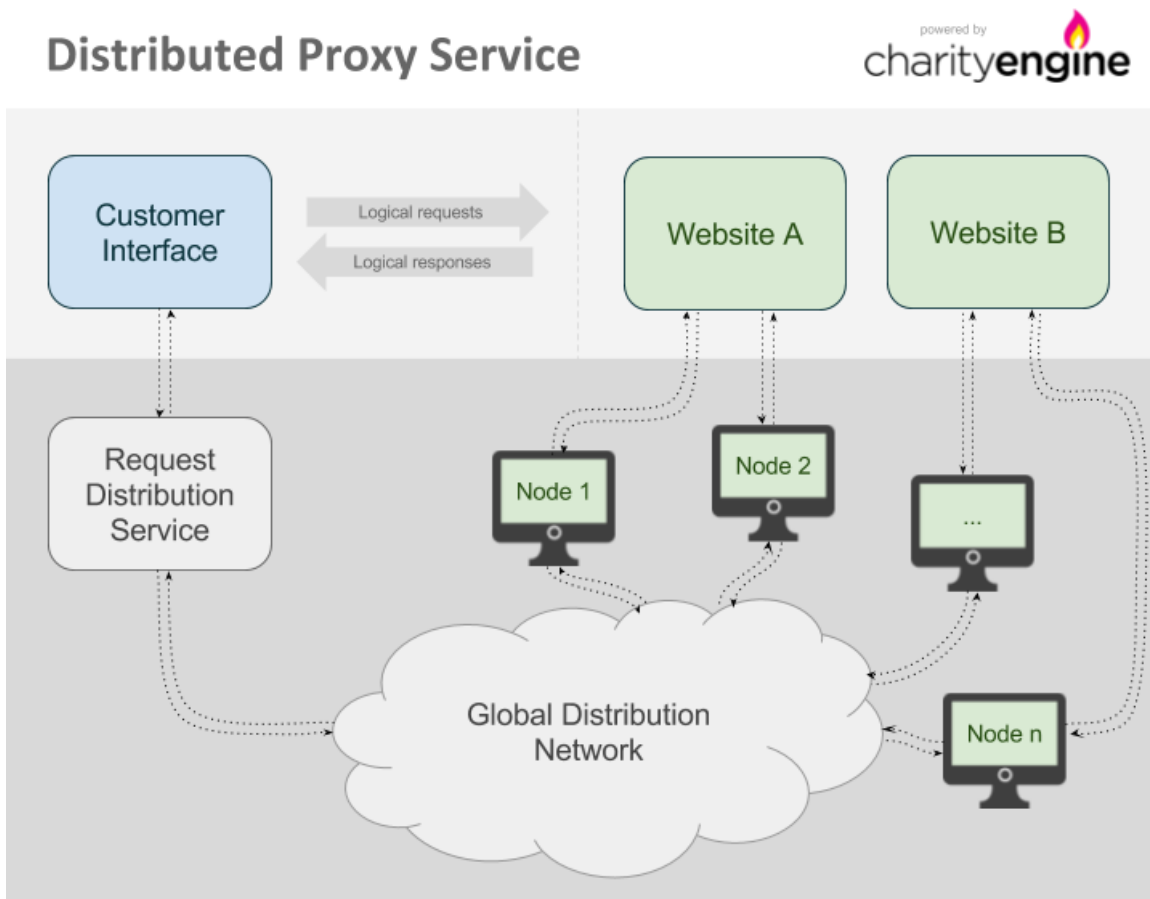 Distributed Proxy Service
powered by
charityengine
Customer
Interface
Logical requests
Logical responses
Website A
Website B
Request
Distribution
Service
Node 1
Node 2
...
Global Distribution
Network
Node n